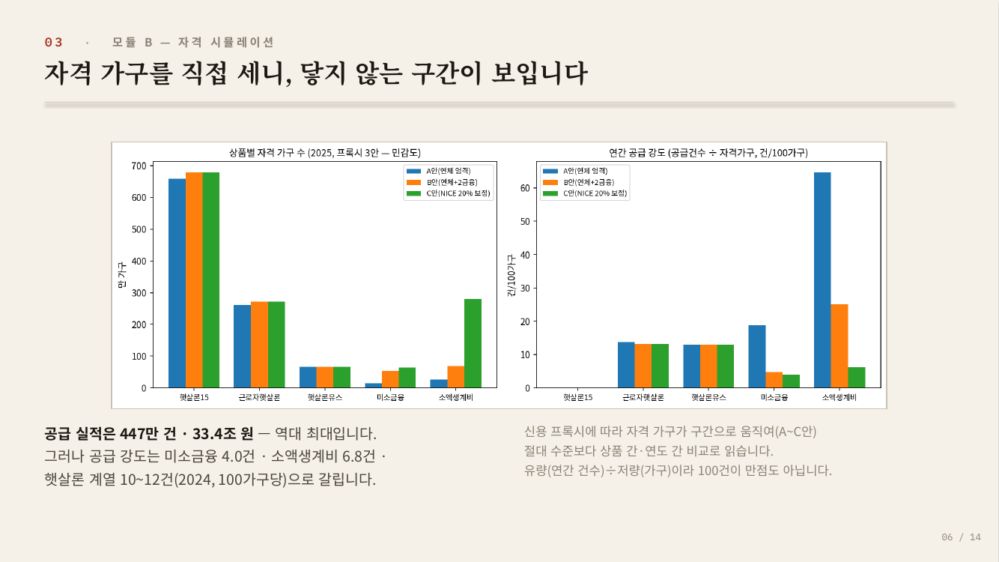 03 · 모듈 B — 자격 시뮬레이션
자격 가구를 직접 세니, 닿지 않는 구간이 보입니다
상품별 자격 가구 수 (2025, 프록시 3안 — 민감도)
700
600
500
400
300
200
100
0
만 가구
A안(연체 엄격)
B안(연체+2금융)
C안(NICE 20% 보정)
햇살론15
근로자햇살론
햇살론유스
미소금융
소액생계비
연간 공급 강도 (공급건수 ÷ 자격가구, 건/100가구)
60
50
40
30
20
10
0
건/100가구
A안(연체 엄격)
B안(연체+2금융)
C안(NICE 20% 보정)
햇살론15
근로자햇살론
햇살론유스
미소금융
소액생계비
공급 실적은 447만 건 · 33.4조 원 — 역대 최대입니다.
그러나 공급 강도는 미소금융 4.0건 · 소액생계비 6.8건 ·
햇살론 계열 10~12건(2024, 100가구당)으로 갈립니다.
신용 프록시에 따라 자격 가구가 구간으로 움직여(A~C안)
절대 수준보다 상품 간·연도 간 비교로 읽습니다.
유량(연간 건수)÷저량(가구)이라 100건이 만점도 아닙니다.
06 / 14